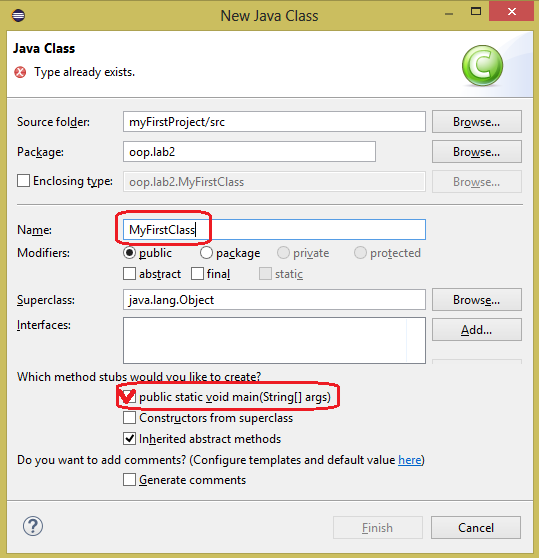 New Java Class
Java Class
Type already exists.
Source folder: myFirstProject/src Browse...
Package: oop.lab2 Browse...
Enclosing type: oop.lab2.MyFirstClass Browse...
Name: MyFirstClass
Modifiers: public package private protected
abstract final static
Superclass: java.lang.Object Browse...
Interfaces: Add...
Which method stubs would you like to create?
public static void main(String[] args)
Constructors from superclass
Inherited abstract methods
Do you want to add comments? (Configure templates and default value here)
Generate comments
? Finish Cancel